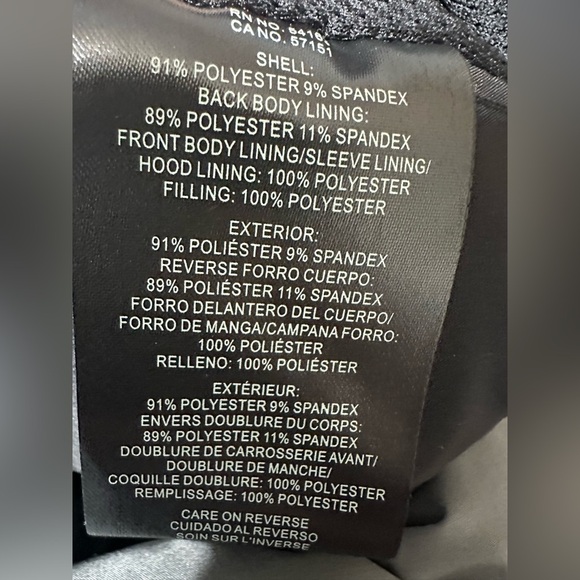 RN NO. 5416
CA NO. 57151
SHELL:
91% POLYESTER 9% SPANDEX
BACK BODY LINING:
89% POLYESTER 11% SPANDEX
FRONT BODY LINING/SLEEVE LINING/
HOOD LINING: 100% POLYESTER
FILLING: 100% POLYESTER
EXTERIOR:
91% POLIÉSTER 9% SPANDEX
REVERSE FORRO CUERPO:
89% POLIÉSTER 11% SPANDEX
FORRO DELANTERO DEL CUERPO/
FORRO DE MANGA/CAMPANA FORRO:
100% POLIÉSTER
RELLENO: 100% POLIÉSTER
EXTÉRIEUR:
91% POLYESTER 9% SPANDEX
ENVERS DOUBLURE DU CORPS:
89% POLYESTER 11% SPANDEX
DOUBLURE DE CARROSSERIE AVANT/
DOUBLURE DE MANCHE/
COQUILLE DOUBLURE: 100% POLYESTER
REMPLISSAGE: 100% POLYESTER
CARE ON REVERSE
CUIDADO AL REVERSO
SOIN SUR L'INVERSE